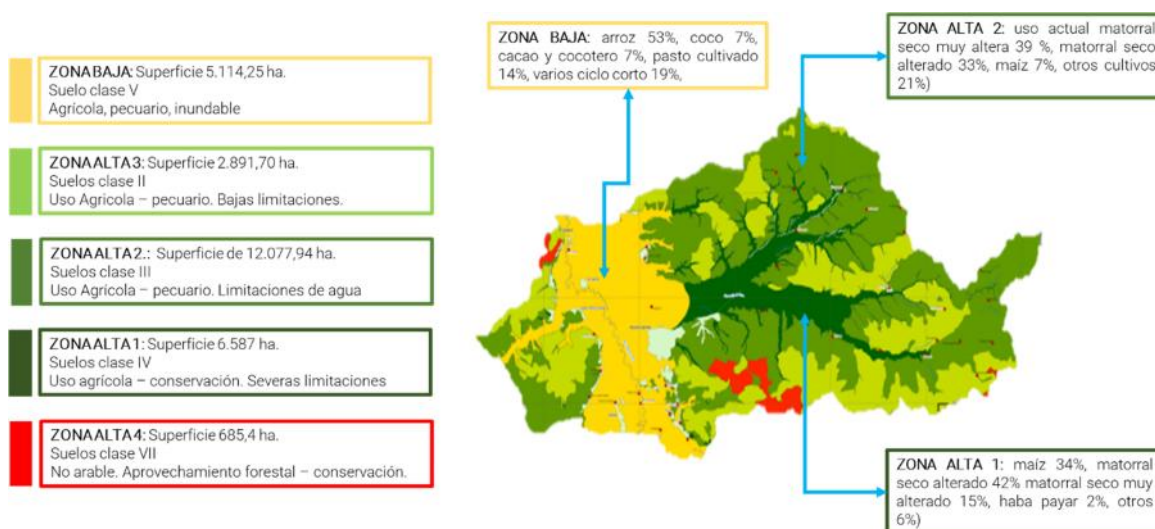 ZONA BAJA: Superficie 5.114,25 ha.
Suelo clase V
Agrícola, pecuario, inundable
ZONA ALTA 3: Superficie 2.891,70 ha.
Suelos clase II
Uso Agricola – pecuario. Bajas limitaciones.
ZONA ALTA 2.: Superficie de 12.077,94 ha.
Suelos clase III
Uso Agrícola – pecuario. Limitaciones de agua
ZONA ALTA 1: Superficie 6.587 ha.
Suelos clase IV
Uso agrícola – conservación. Severas limitaciones
ZONA ALTA 4: Superficie 685,4 ha.
Suelos clase VII
No arable. Aprovechamiento forestal – conservación.
ZONA BAJA: arroz 53%, coco 7%,
cacao y cocotero 7%, pasto cultivado
14%, varios ciclo corto 19%,
ZONA ALTA 2: uso actual matorral
seco muy altera 39 %, matorral seco
alterado 33%, maíz 7%, otros cultivos
21%)
ZONA ALTA 1: maíz 34%, matorral
seco alterado 42% matorral seco muy
alterado 15%, haba payar 2%, otros
6%)